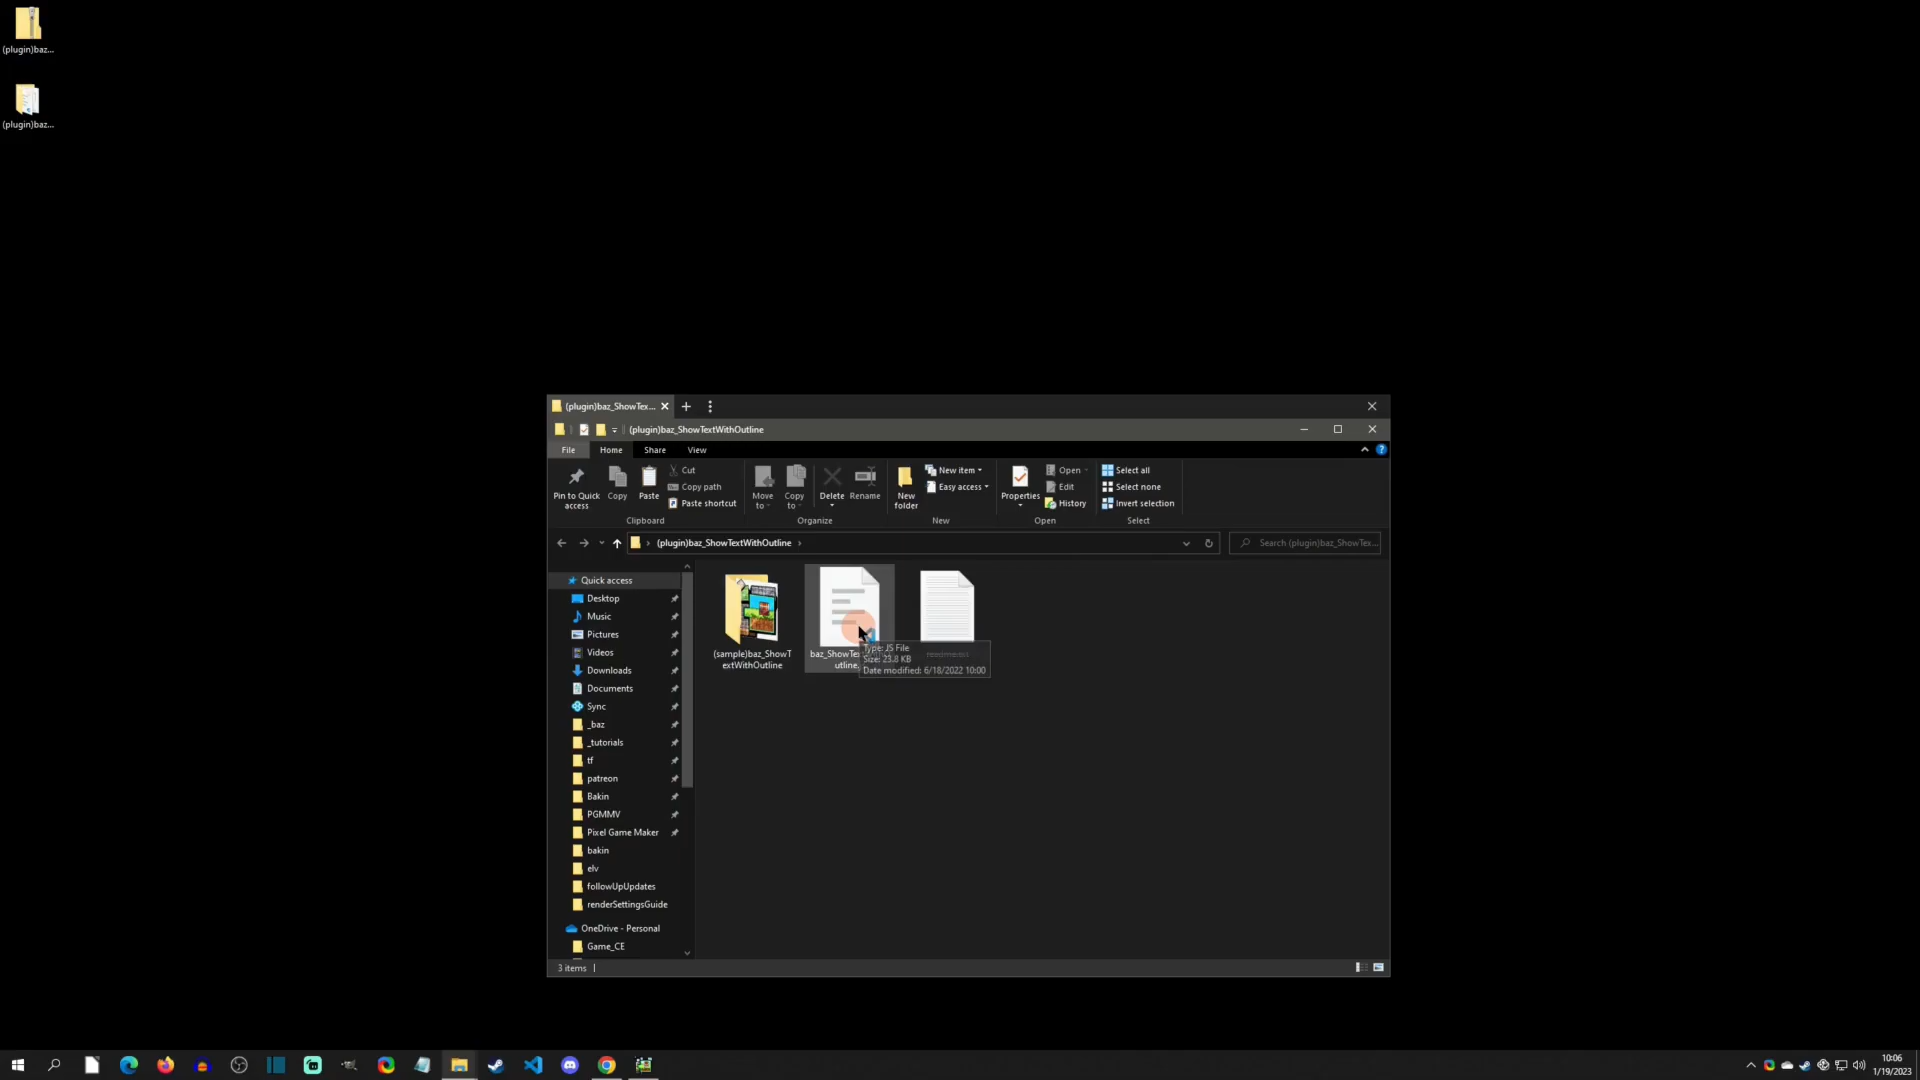 (plugin)baz...
(plugin)baz...
(plugin)baz_ShowTex...
(plugin)baz_ShowTextWithOutline
File Home Share View
Pin to Quick access
Copy
Paste
Cut
Copy path
Paste shortcut
Clipboard
Move to
Copy to
Delete
Rename
Organize
New folder
New item
Easy access
New
Properties
Open
Edit
History
Open
Select all
Select none
Invert selection
Select
(plugin)baz_ShowTextWithOutline
Search (plugin)baz_ShowTex...
Quick access
Desktop
Music
Pictures
Videos
Downloads
Documents
Sync
_baz
_tutorials
tf
patreon
Bakin
PGMMV
Pixel Game Maker
bakin
elv
followUpUpdates
renderSettingsGuide
OneDrive - Personal
Game_CE
(sample)baz_ShowT
extWithOutline
utline.
Type: JS File
Size: 23.8 KB
Date modified: 6/18/2022 10:00
3 items
10:06
1/19/2023